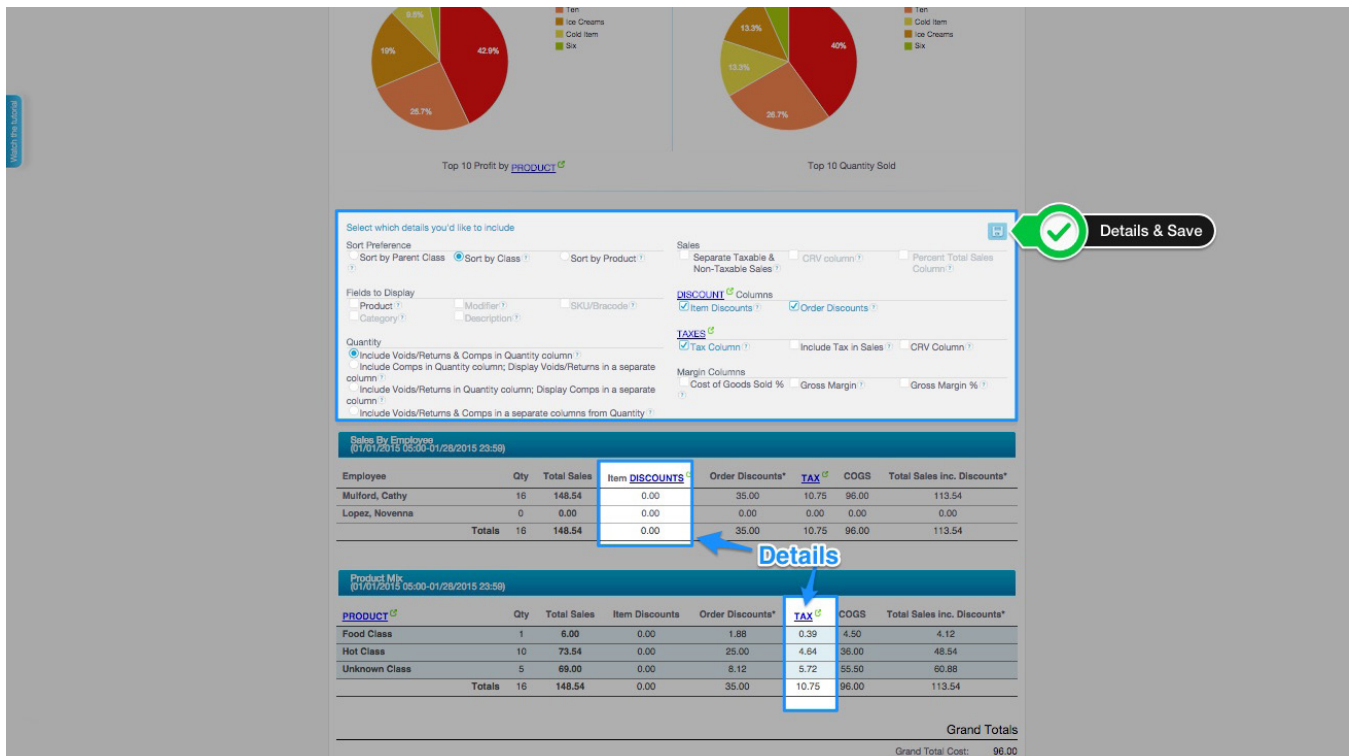 Watch the tutorial
9.5%
19%
42.9%
26.7%
Ten
Ice Creams
Cold Item
Six
13.3%
13.3%
40%
26.7%
Ten
Cold Item
Ice Creams
Six
Top 10 Profit by PRODUCT
Top 10 Quantity Sold
Select which details you'd like to include
Sort Preference
Sort by Parent Class Sort by Class ? Sort by Product ?
?
Fields to Display
Product ? Modifier ? SKU/Bracode ?
Category ? Description ?
Quantity
Include Voids/Returns & Comps in Quantity column ?
Include Comps in Quantity column; Display Voids/Returns in a separate
column ?
Include Voids/Returns in Quantity column; Display Comps in a separate
column ?
Include Voids/Returns & Comps in a separate columns from Quantity ?
Sales
Separate Taxable & CRV column ? Percent Total Sales
Non-Taxable Sales ? Column ?
DISCOUNT Columns
Item Discounts ? Order Discounts ?
TAXES
Tax Column ? Include Tax in Sales ? CRV Column ?
Margin Columns
Cost of Goods Sold % Gross Margin ? Gross Margin % ?
?
Details & Save
Sales By Employee
(01/01/2015 05:00-01/28/2015 23:59)
Employee Qty Total Sales Item DISCOUNTS Order Discounts* TAX COGS Total Sales inc. Discounts*
Mulford, Cathy 16 148.54 0.00 35.00 10.75 96.00 113.54
Lopez, Novenna 0 0.00 0.00 0.00 0.00 0.00 0.00
Totals 16 148.54 0.00 35.00 10.75 96.00 113.54
Details
Product Mix
(01/01/2015 05:00-01/28/2015 23:59)
PRODUCT Qty Total Sales Item Discounts Order Discounts* TAX COGS Total Sales inc. Discounts*
Food Class 1 6.00 0.00 1.88 0.39 4.50 4.12
Hot Class 10 73.54 0.00 25.00 4.64 36.00 48.54
Unknown Class 5 69.00 0.00 8.12 5.72 55.50 60.88
Totals 16 148.54 0.00 35.00 10.75 96.00 113.54
Grand Totals
Grand Total Cost: 96.00